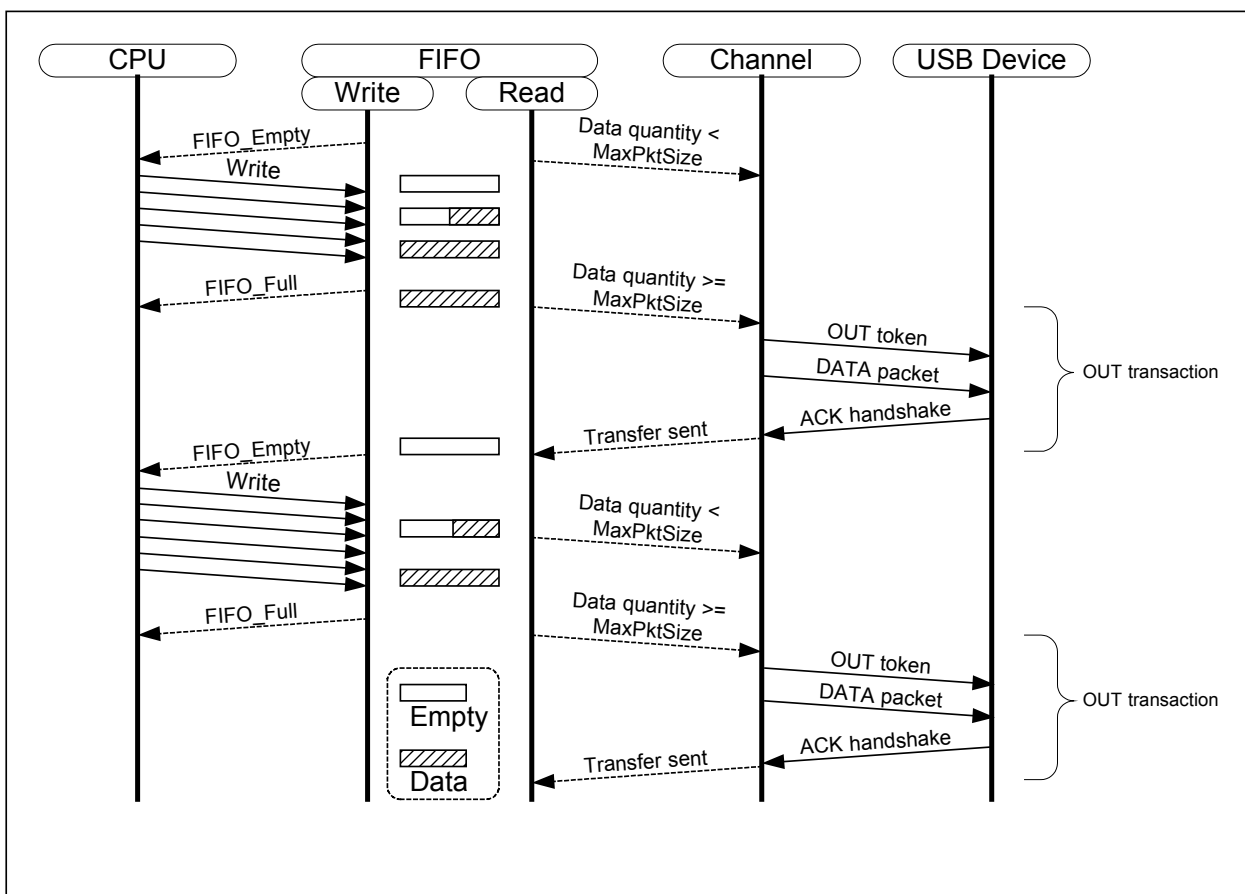 CPU
FIFO
Channel
USB Device
Write
Read
FIFO_Empty
Data quantity <
MaxPktSize
Write
FIFO_Full
Data quantity >=
MaxPktSize
OUT token
DATA packet
OUT transaction
ACK handshake
Transfer sent
FIFO_Empty
Write
Data quantity <
MaxPktSize
FIFO_Full
Data quantity >=
MaxPktSize
OUT token
DATA packet
OUT transaction
ACK handshake
Transfer sent
Empty
Data